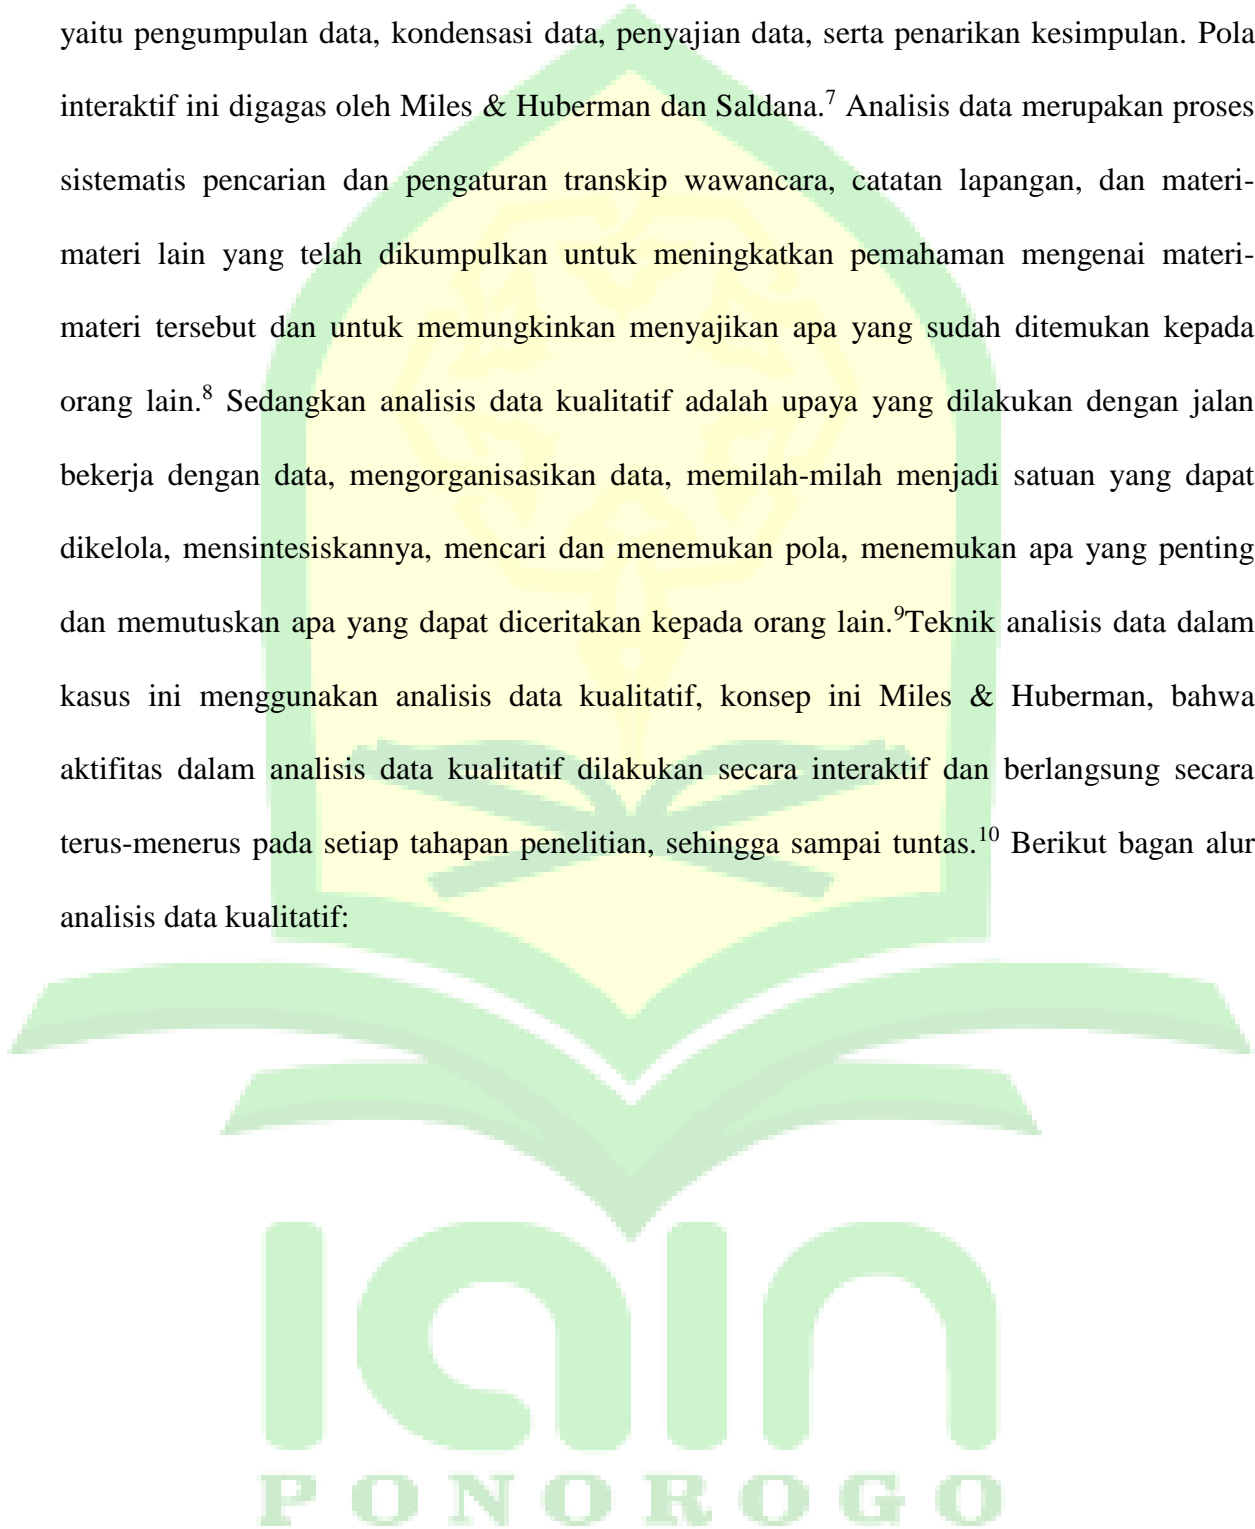 yaitu pengumpulan data, kondensasi data, penyajian data, serta penarikan kesimpulan. Pola
interaktif ini digagas oleh Miles & Huberman dan Saldana.⁷ Analisis data merupakan proses
sistematis pencarian dan pengaturan transkip wawancara, catatan lapangan, dan materi-
materi lain yang telah dikumpulkan untuk meningkatkan pemahaman mengenai materi-
materi tersebut dan untuk memungkinkan menyajikan apa yang sudah ditemukan kepada
orang lain.⁸ Sedangkan analisis data kualitatif adalah upaya yang dilakukan dengan jalan
bekerja dengan data, mengorganisasikan data, memilah-milah menjadi satuan yang dapat
dikelola, mensintesiskannya, mencari dan menemukan pola, menemukan apa yang penting
dan memutuskan apa yang dapat diceritakan kepada orang lain.⁹Teknik analisis data dalam
kasus ini menggunakan analisis data kualitatif, konsep ini Miles & Huberman, bahwa
aktifitas dalam analisis data kualitatif dilakukan secara interaktif dan berlangsung secara
terus-menerus pada setiap tahapan penelitian, sehingga sampai tuntas.¹⁰ Berikut bagan alur
analisis data kualitatif:
iain
PONOROGO